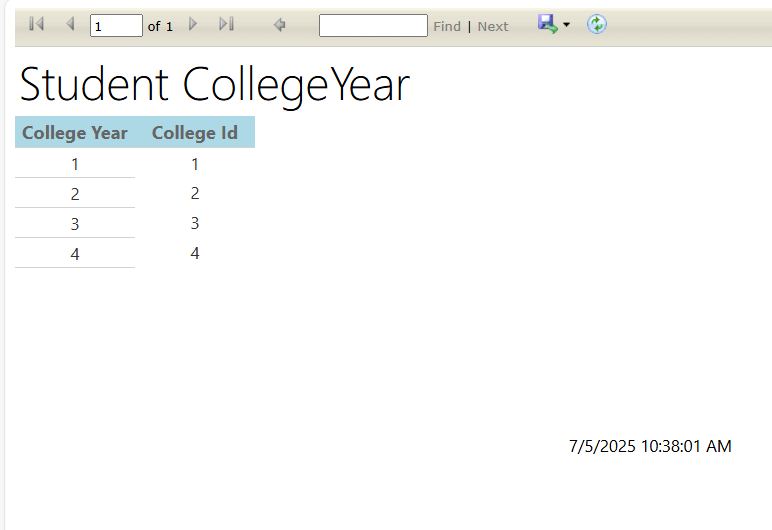 1 of 1 Find | Next
Student CollegeYear
College Year College Id
1 1
2 2
3 3
4 4
7/5/2025 10:38:01 AM